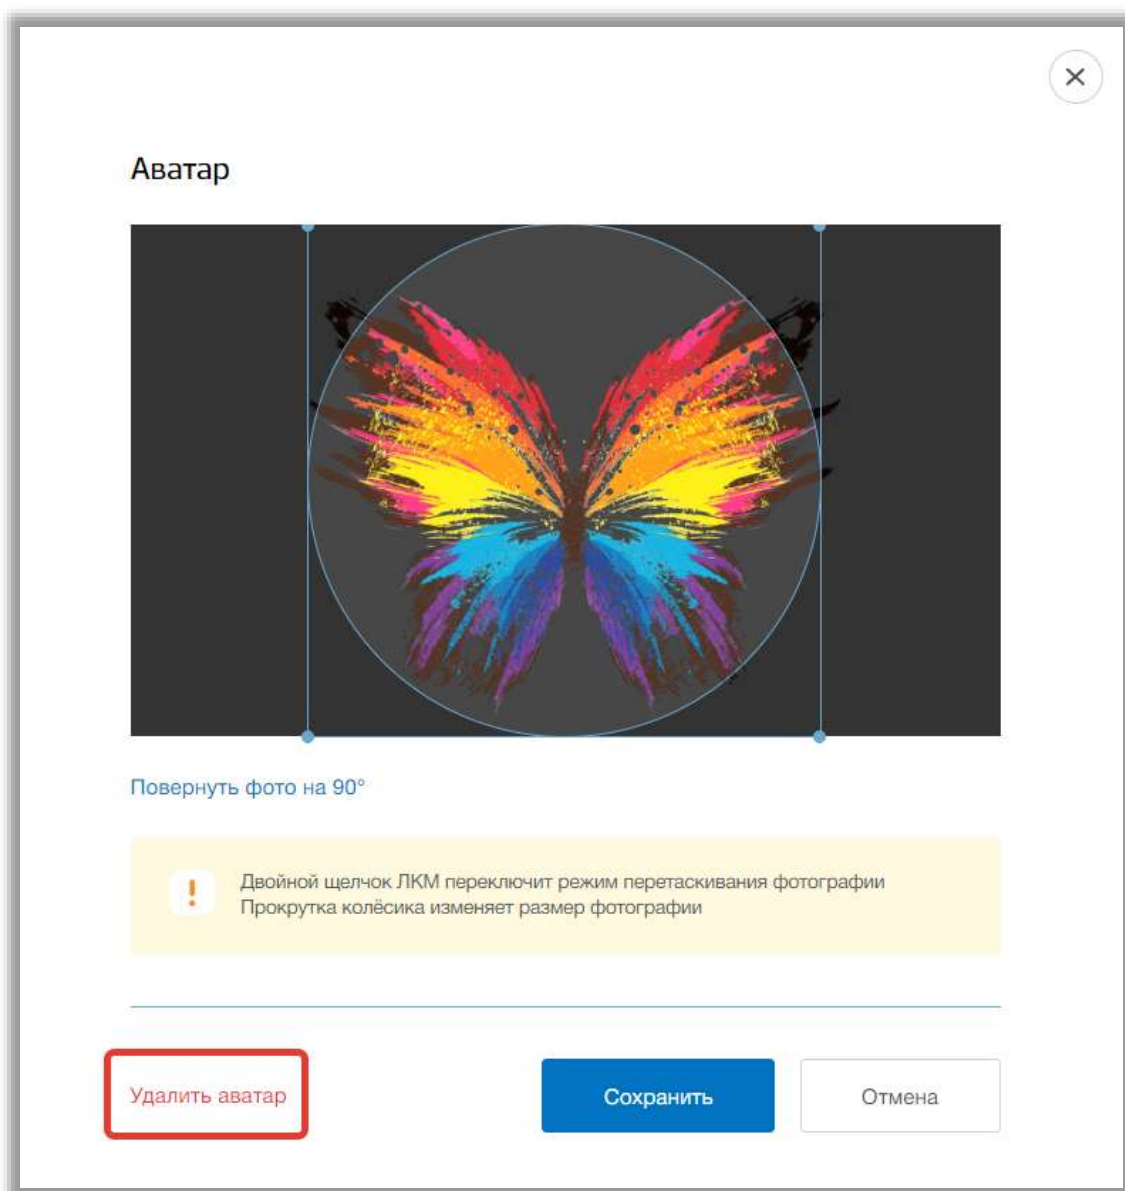 Аватар
Повернуть фото на 90°
Двойной щелчок ЛКМ переключит режим перетаскивания фотографии
Прокрутка колёсика изменяет размер фотографии
Удалить аватар
Сохранить
Отмена